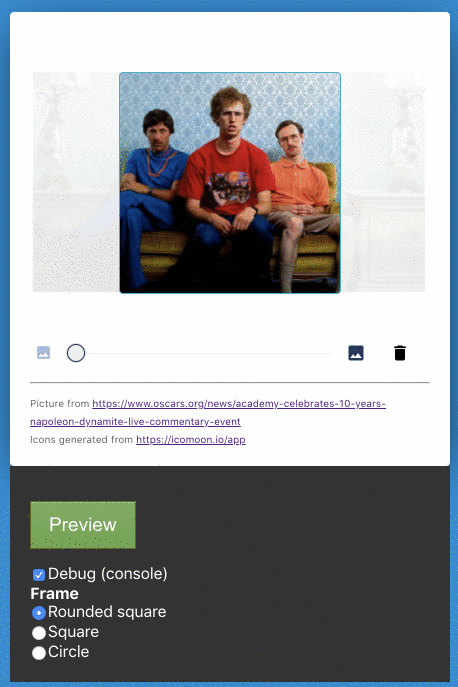 Picture from https://www.oscars.org/news/academy-celebrates-10-years-
napoleon-dynamite-live-commentary-event
Icons generated from https://icomoon.io/app
Preview
Debug (console)
Frame
Rounded square
Square
Circle